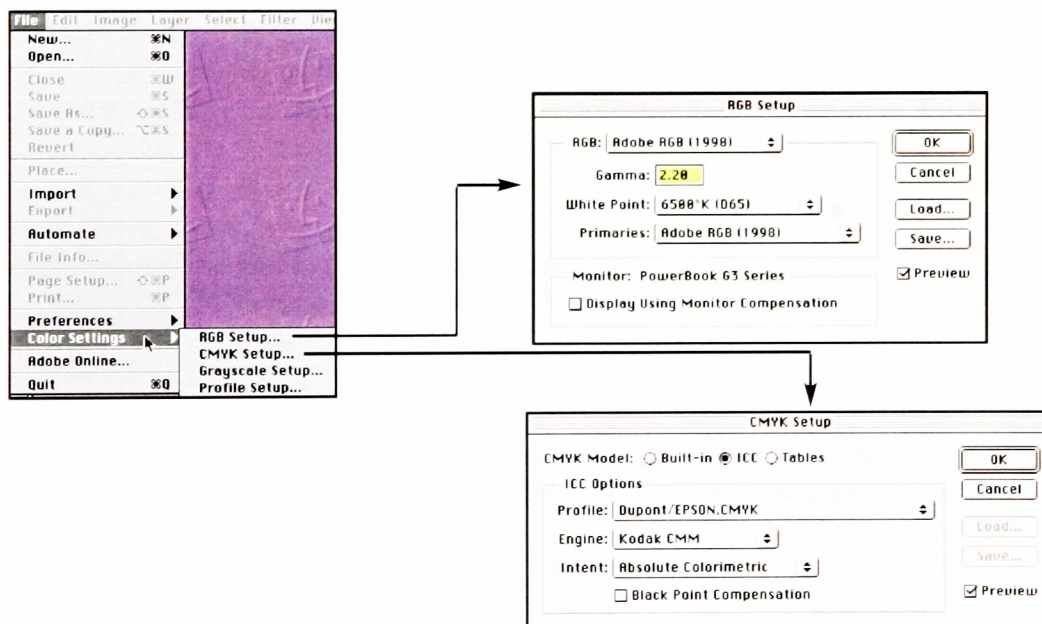 File Edit Image Layer Select Filter Vie
New... ⌘N
Open... ⌘O
Close ⌘W
Save ⌘S
Save As... ⇧⌘S
Save a Copy... ⌥⌘S
Revert
Place...
Import
Export
Automate
File Info...
Page Setup... ⇧⌘P
Print... ⌘P
Preferences
Color Settings
Adobe Online...
Quit ⌘Q
RGB Setup...
CMYK Setup...
Grayscale Setup...
Profile Setup...
RGB Setup
RGB: Adobe RGB (1998)
Gamma: 2.20
White Point: 6500°K (D65)
Primaries: Adobe RGB (1998)
Monitor: PowerBook G3 Series
Display Using Monitor Compensation
OK
Cancel
Load...
Save...
Preview
CMYK Setup
CMYK Model: Built-in ICC Tables
ICC Options
Profile: Dupont/EPSON.CMYK
Engine: Kodak CMM
Intent: Absolute Colorimetric
Black Point Compensation
OK
Cancel
Load...
Save...
Preview